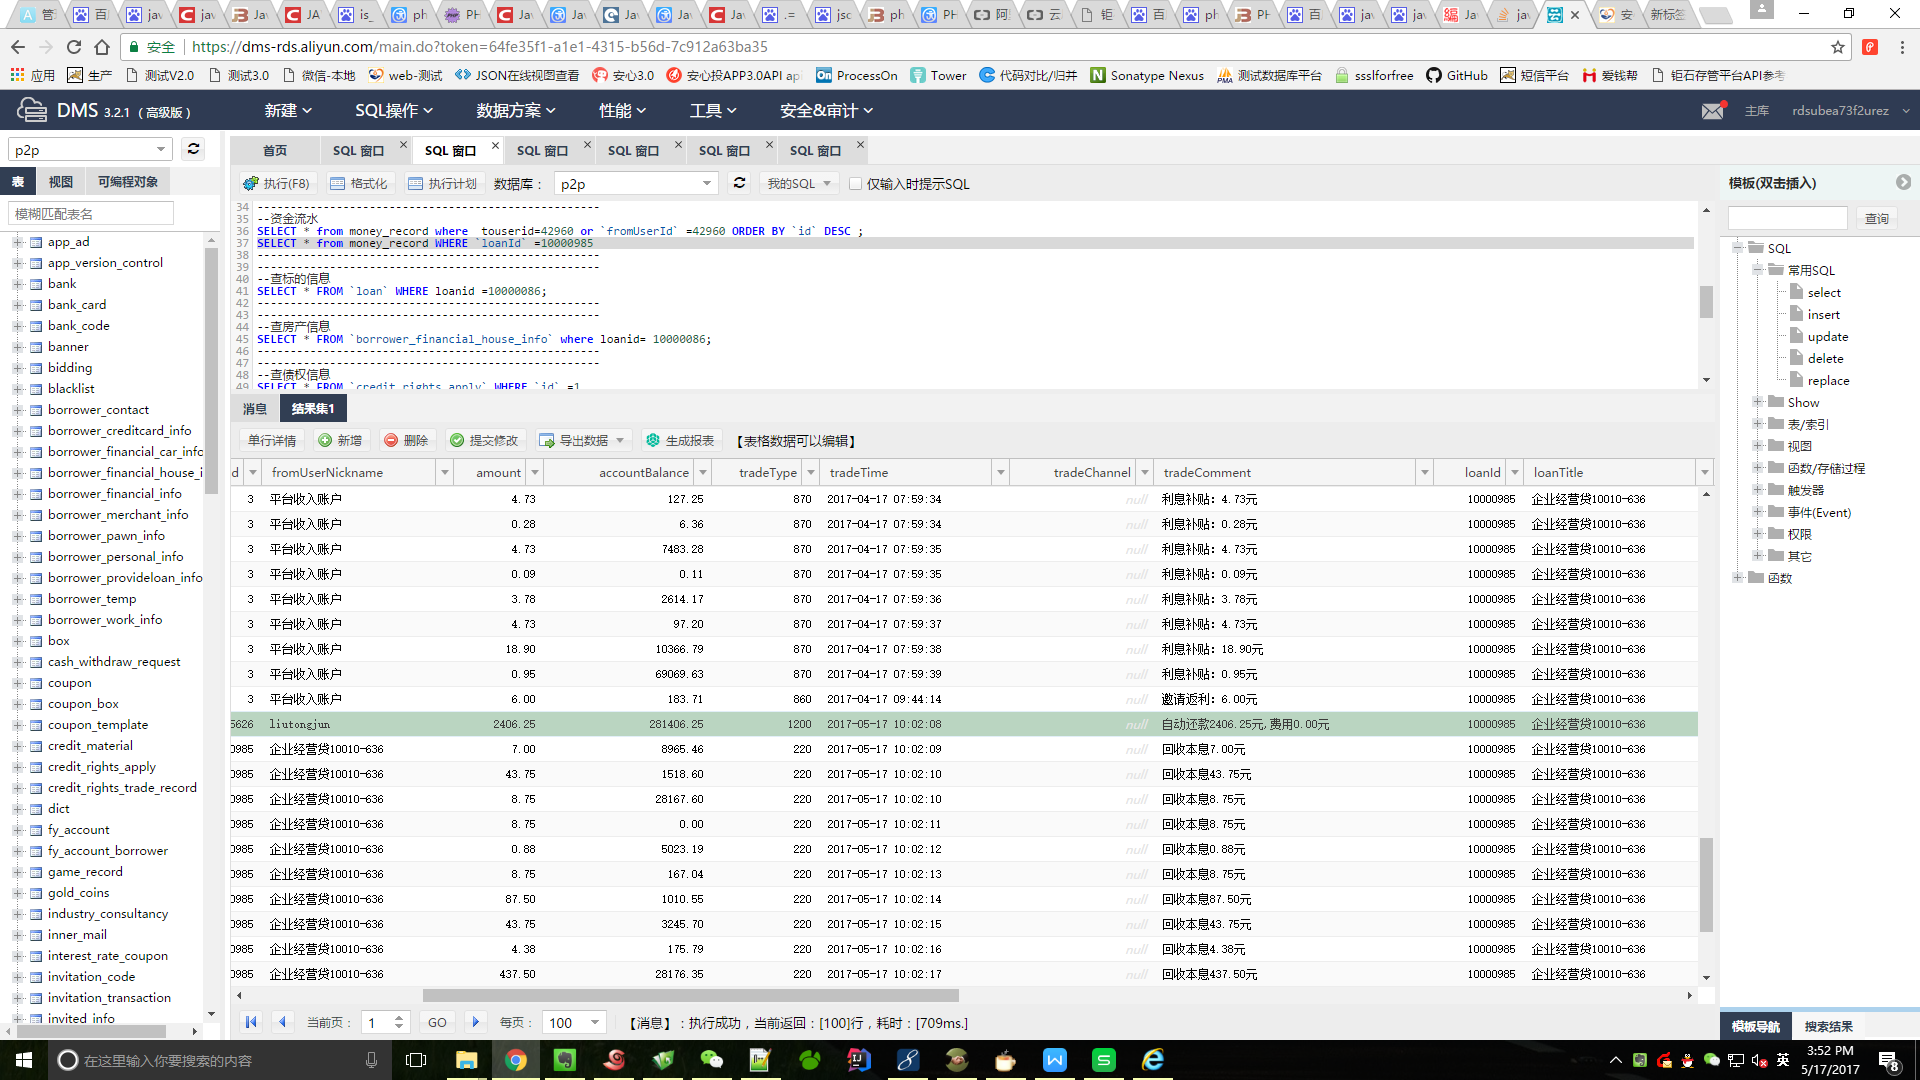 安全 https://dms-rds.aliyun.com/main.do?token=64fe35f1-a1e1-4315-b56d-7c912a63ba35
应用 生产 测试V2.0 测试3.0 微信-本地 web-测试 JSON在线视图查看 安心3.0 安心投APP3.0API ap ProcessOn Tower 代码对比/归并 Sonatype Nexus 测试数据库平台 ssslforfree GitHub 短信平台 爱钱帮 钜石存管平台API参考
DMS 3.2.1 ( 高级版 ) 新建 SQL操作 数据方案 性能 工具 安全&审计 主库 rdsubea73f2urez
p2p
首页 SQL 窗口 SQL 窗口 SQL 窗口 SQL 窗口 SQL 窗口 SQL 窗口
表 视图 可编程对象
执行(F8) 格式化 执行计划 数据库： p2p 我的SQL 仅输入时提示SQL
模糊匹配表名
app_ad
app_version_control
bank
bank_card
bank_code
banner
bidding
blacklist
borrower_contact
borrower_creditcard_info
borrower_financial_car_info
borrower_financial_house_i
borrower_financial_info
borrower_merchant_info
borrower_pawn_info
borrower_personal_info
borrower_provideloan_info
borrower_temp
borrower_work_info
box
cash_withdraw_request
coupon
coupon_box
coupon_template
credit_material
credit_rights_apply
credit_rights_trade_record
dict
fy_account
fy_account_borrower
game_record
gold_coins
industry_consultancy
inner_mail
interest_rate_coupon
invitation_code
invitation_transaction
invited_info
34 --------------------------------------------------
35 --资金流水
36 SELECT * from money_record where  touserid=42960 or `fromUserId` =42960 ORDER BY `id` DESC ;
37 SELECT * from money_record WHERE `loanId` =10000985
38 --------------------------------------------------
39 --------------------------------------------------
40 --查标的信息
41 SELECT * FROM `loan` WHERE loanid =10000086;
42 --------------------------------------------------
43 --------------------------------------------------
44 --查房产信息
45 SELECT * FROM `borrower_financial_house_info` where loanid= 10000086;
46 --------------------------------------------------
47 --------------------------------------------------
48 --查债权信息
49 SELECT * FROM `credit_rights_apply` WHERE `id` =1
消息 结果集1
单行详情 新增 删除 提交修改 导出数据 生成报表 【表格数据可以编辑】
d fromUserNickname amount accountBalance tradeType tradeTime tradeChannel tradeComment loanId loanTitle
3 平台收入账户 4.73 127.25 870 2017-04-17 07:59:34 null 利息补贴：4.73元 10000985 企业经营贷10010-636
3 平台收入账户 0.28 6.36 870 2017-04-17 07:59:34 null 利息补贴：0.28元 10000985 企业经营贷10010-636
3 平台收入账户 4.73 7483.28 870 2017-04-17 07:59:35 null 利息补贴：4.73元 10000985 企业经营贷10010-636
3 平台收入账户 0.09 0.11 870 2017-04-17 07:59:35 null 利息补贴：0.09元 10000985 企业经营贷10010-636
3 平台收入账户 3.78 2614.17 870 2017-04-17 07:59:36 null 利息补贴：3.78元 10000985 企业经营贷10010-636
3 平台收入账户 4.73 97.20 870 2017-04-17 07:59:37 null 利息补贴：4.73元 10000985 企业经营贷10010-636
3 平台收入账户 18.90 10366.79 870 2017-04-17 07:59:38 null 利息补贴：18.90元 10000985 企业经营贷10010-636
3 平台收入账户 0.95 69069.63 870 2017-04-17 07:59:39 null 利息补贴：0.95元 10000985 企业经营贷10010-636
3 平台收入账户 6.00 183.71 860 2017-04-17 09:44:14 null 邀请返利：6.00元 10000985 企业经营贷10010-636
5626 liutongjun 2406.25 281406.25 1200 2017-05-17 10:02:08 null 自动还款2406.25元,费用0.00元 10000985 企业经营贷10010-636
0985 企业经营贷10010-636 7.00 8965.46 220 2017-05-17 10:02:09 null 回收本息7.00元 10000985 企业经营贷10010-636
0985 企业经营贷10010-636 43.75 1518.60 220 2017-05-17 10:02:10 null 回收本息43.75元 10000985 企业经营贷10010-636
0985 企业经营贷10010-636 8.75 28167.60 220 2017-05-17 10:02:10 null 回收本息8.75元 10000985 企业经营贷10010-636
0985 企业经营贷10010-636 8.75 0.00 220 2017-05-17 10:02:11 null 回收本息8.75元 10000985 企业经营贷10010-636
0985 企业经营贷10010-636 0.88 5023.19 220 2017-05-17 10:02:12 null 回收本息0.88元 10000985 企业经营贷10010-636
0985 企业经营贷10010-636 8.75 167.04 220 2017-05-17 10:02:13 null 回收本息8.75元 10000985 企业经营贷10010-636
0985 企业经营贷10010-636 87.50 1010.55 220 2017-05-17 10:02:14 null 回收本息87.50元 10000985 企业经营贷10010-636
0985 企业经营贷10010-636 43.75 3245.70 220 2017-05-17 10:02:15 null 回收本息43.75元 10000985 企业经营贷10010-636
0985 企业经营贷10010-636 4.38 175.79 220 2017-05-17 10:02:16 null 回收本息4.38元 10000985 企业经营贷10010-636
0985 企业经营贷10010-636 437.50 28176.35 220 2017-05-17 10:02:17 null 回收本息437.50元 10000985 企业经营贷10010-636
当前页： 1 GO 每页： 100 【消息】：执行成功，当前返回：[100]行，耗时：[709ms.]
模板(双击插入)
查询
SQL
常用SQL
select
insert
update
delete
replace
Show
表/索引
视图
函数/存储过程
触发器
事件(Event)
权限
其它
函数
模板导航 搜索结果
在这里输入你要搜索的内容
英 3:52 PM
5/17/2017 8